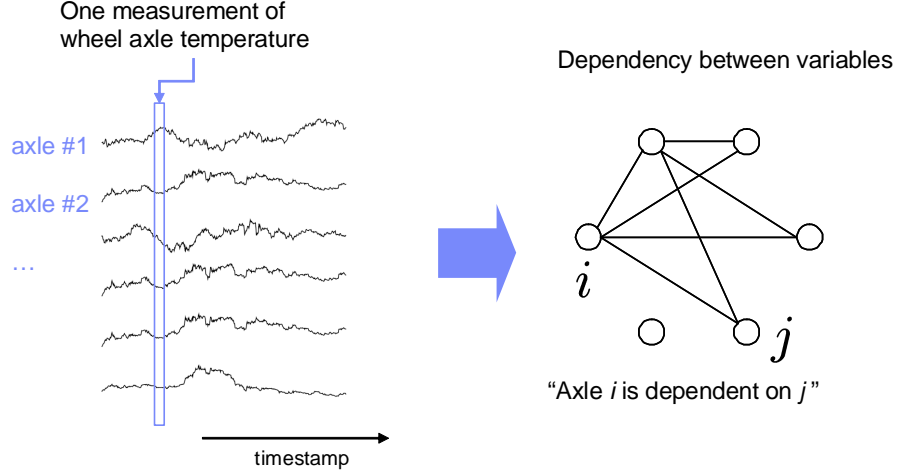 One measurement of
wheel axle temperature
axle #1
axle #2
…
timestamp
Dependency between variables
i
j
“Axle i is dependent on j”